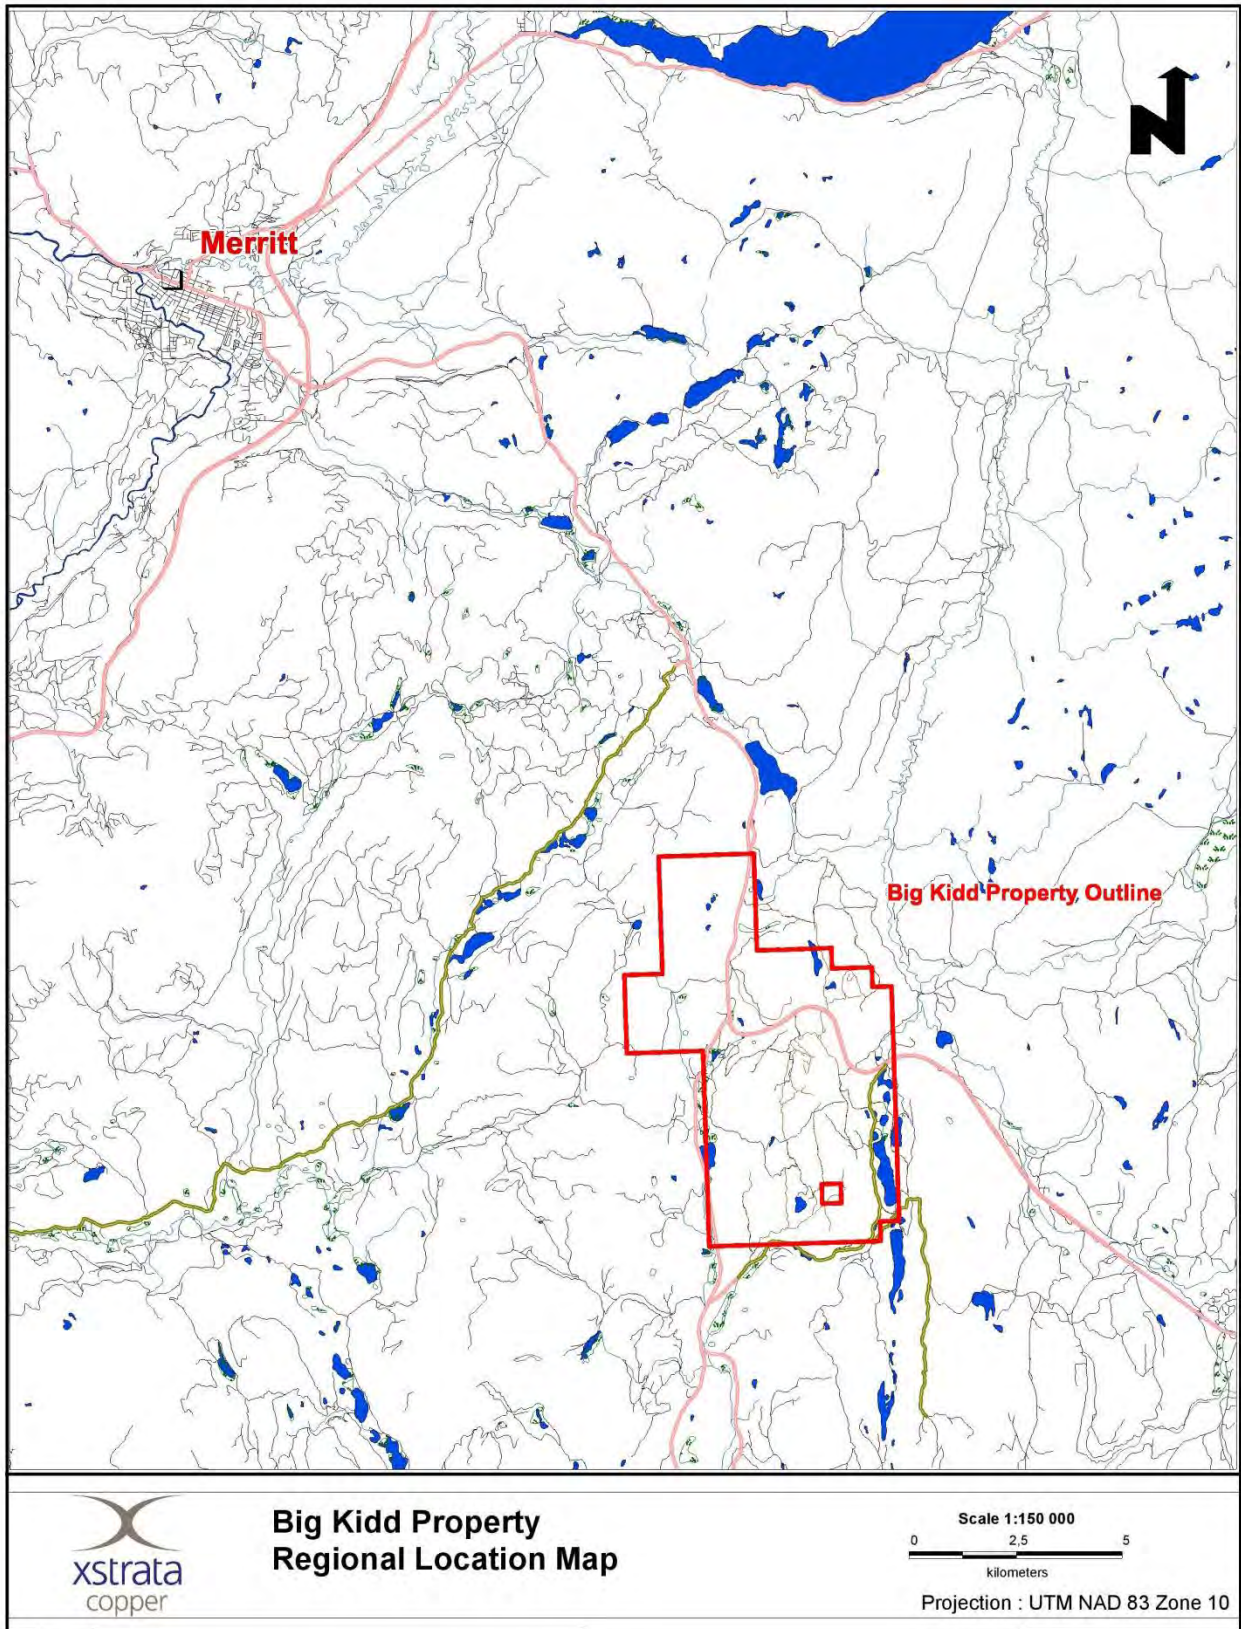 N
Merritt
Big Kidd Property Outline
xstrata
copper
Big Kidd Property
Regional Location Map
Scale 1:150 000
0 2,5 5
kilometers
Projection : UTM NAD 83 Zone 10